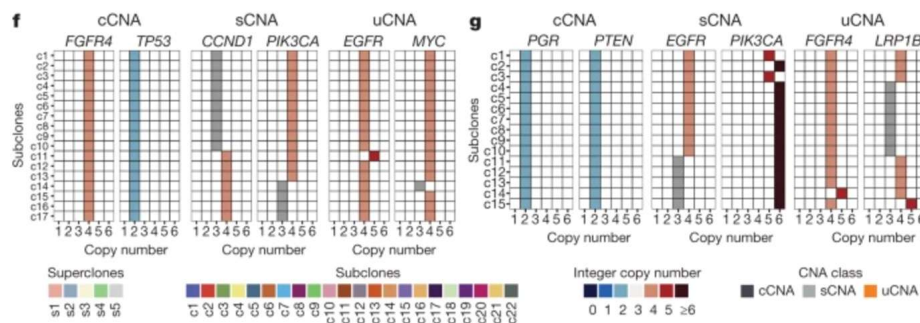 f
cCNA sCNA uCNA
FGFR4 TP53 CCND1 PIK3CA EGFR MYC
Subclones
c1
c2
c3
c4
c5
c6
c7
c8
c9
c10
c11
c12
c13
c14
c15
c16
c17
1 2 3 4 5 6 1 2 3 4 5 6 1 2 3 4 5 6 1 2 3 4 5 6 1 2 3 4 5 6 1 2 3 4 5 6
Copy number Copy number Copy number
g
cCNA sCNA uCNA
PGR PTEN EGFR PIK3CA FGFR4 LRP1B
Subclones
c1
c2
c3
c4
c5
c6
c7
c8
c9
c10
c11
c12
c13
c14
c15
1 2 3 4 5 6 1 2 3 4 5 6 1 2 3 4 5 6 1 2 3 4 5 6 1 2 3 4 5 6 1 2 3 4 5 6
Copy number Copy number Copy number
Superclones
s1 s2 s3 s4 s5
Subclones
c1 c2 c3 c4 c5 c6 c7 c8 c9 c10 c11 c12 c13 c14 c15 c16 c17 c18 c19 c20 c21 c22
Integer copy number
0 1 2 3 4 5 ≥6
CNA class
cCNA sCNA uCNA